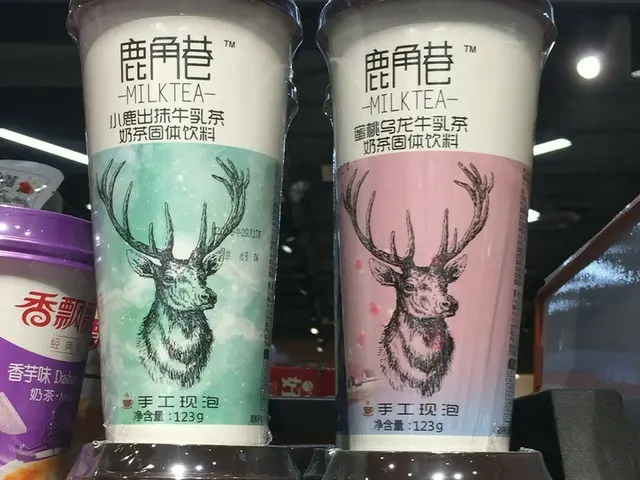 鹿角巷™
—MILKTEA—
小鹿出抹牛乳茶
奶茶固体饮料
手工现泡
净含量:123g
鹿角巷™
—MILKTEA—
蜜桃乌龙牛乳茶
奶茶固体饮料
手工现泡
净含量:123g
香飘
经典
香芋味
奶茶